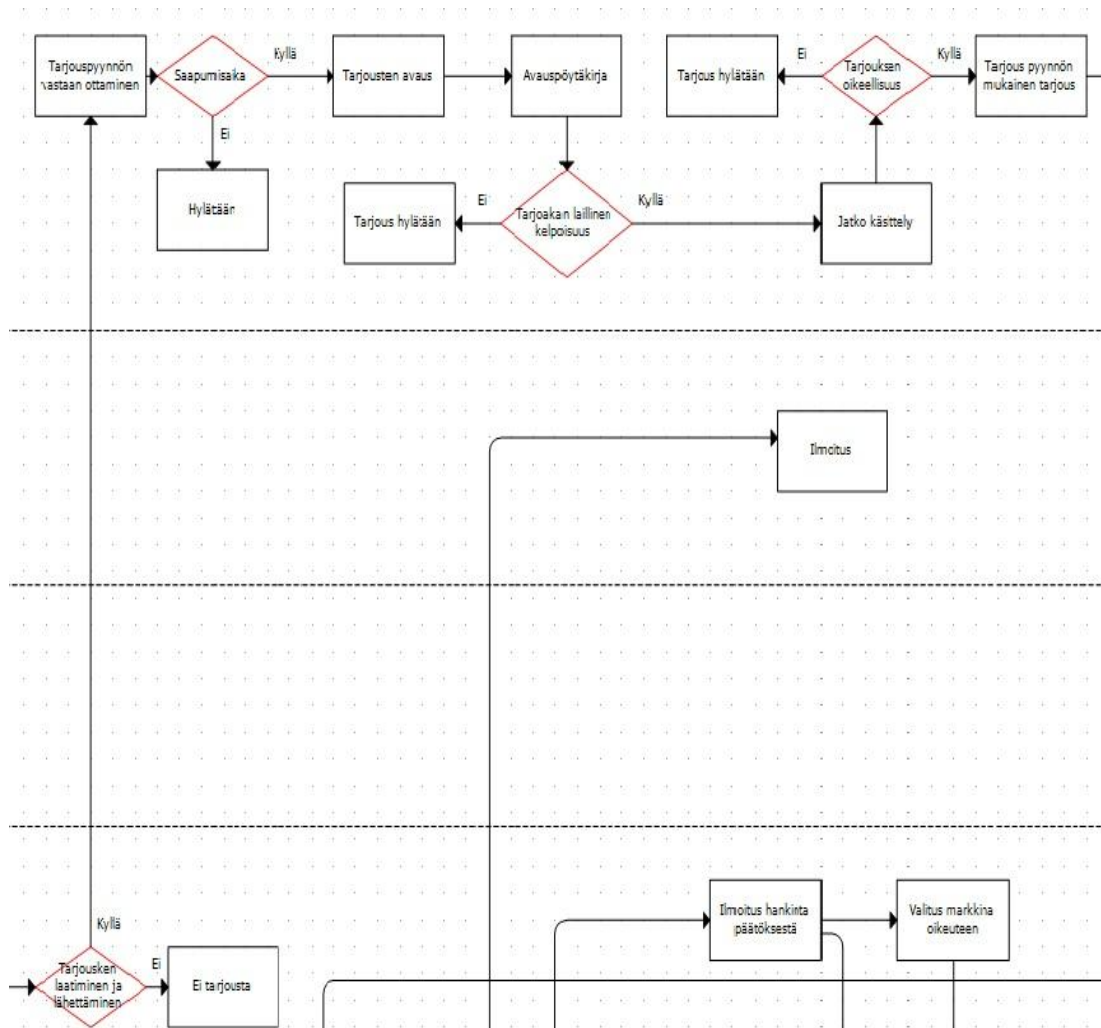 Tarjouspyynnön
vastaan ottaminen
Saapumisaika
Kyllä
Ei
Hylätään
Tarjousten avaus
Avauspöytäkirja
Tarjoakan laillinen
kelpoisuus
Ei
Tarjous hylätään
Kyllä
Jatko käsittely
Tarjouksen
oikeellisuus
Ei
Tarjous hylätään
Kyllä
Tarjous pyynnön
mukainen tarjous
Ilmoitus
Ilmoitus hankinta
päätöksestä
Valitus markkina
oikeuteen
Kyllä
Tarjousken
laatiminen ja
lähettäminen
Ei
Ei tarjousta